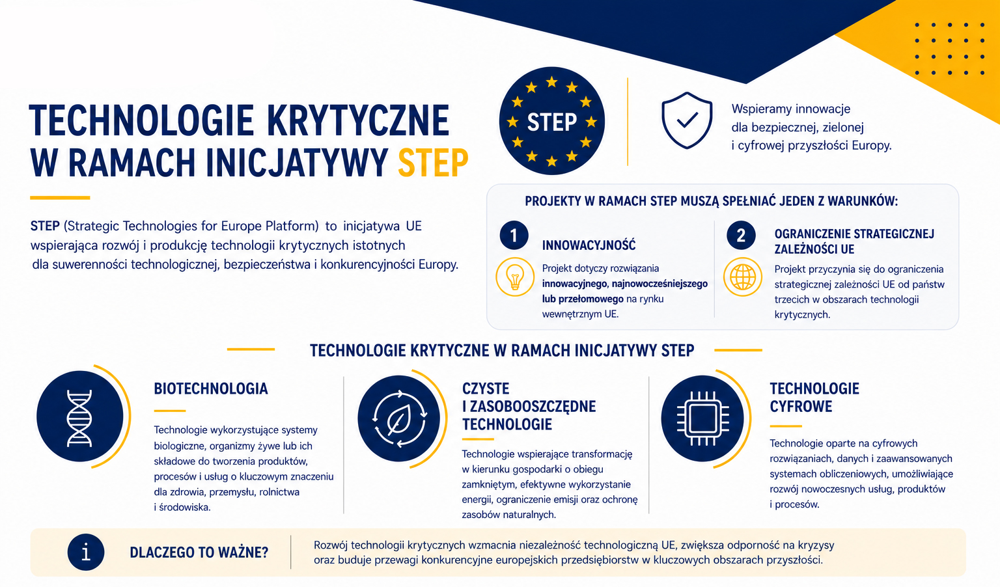 TECHNOLOGIE KRYTYCZNE
W RAMACH INICJATYWY STEP
STEP (Strategic Technologies for Europe Platform) to inicjatywa UE
wspierająca rozwój i produkcję technologii krytycznych istotnych
dla suwerenności technologicznej, bezpieczeństwa i konkurencyjności Europy.
STEP
Wspieramy innowacje
dla bezpiecznej, zielonej
i cyfrowej przyszłości Europy.
PROJEKTY W RAMACH STEP MUSZĄ SPEŁNIAĆ JEDEN Z WARUNKÓW:
1
INNOWACYJNOŚĆ
Projekt dotyczy rozwiązania
innowacyjnego, najnowocześniejszego
lub przełomowego na rynku
wewnętrznym UE.
2
OGRANICZENIE STRATEGICZNEJ
ZALEŻNOŚCI UE
Projekt przyczynia się do ograniczenia
strategicznej zależności UE od państw
trzecich w obszarach technologii
krytycznych.
TECHNOLOGIE KRYTYCZNE W RAMACH INICJATYWY STEP
BIOTECHNOLOGIA
Technologie wykorzystujące systemy
biologiczne, organizmy żywe lub ich
składowe do tworzenia produktów,
procesów i usług o kluczowym znaczeniu
dla zdrowia, przemysłu, rolnictwa
i środowiska.
CZYSTE
I ZASOBOOSZCZĘDNE
TECHNOLOGIE
Technologie wspierające transformację
w kierunku gospodarki o obiegu
zamkniętym, efektywne wykorzystanie
energii, ograniczenie emisji oraz ochronę
zasobów naturalnych.
TECHNOLOGIE
CYFROWE
Technologie oparte na cyfrowych
rozwiązaniach, danych i zaawansowanych
systemach obliczeniowych, umożliwiające
rozwój nowoczesnych usług, produktów
i procesów.
i
DLACZEGO TO WAŻNE?
Rozwój technologii krytycznych wzmacnia niezależność technologiczną UE, zwiększa odporność na kryzysy
oraz buduje przewagi konkurencyjne europejskich przedsiębiorstw w kluczowych obszarach przyszłości.